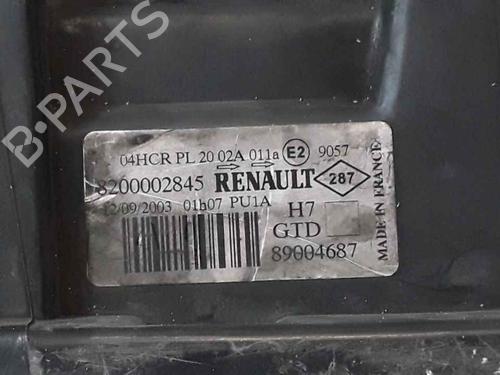 04HCR PL 20 02A 011a E2 9057
8200002845 RENAULT 287
12/09/2003 01h07 PU1A H7
GTD
89004687
MADE IN FRANCE
B-PARTS